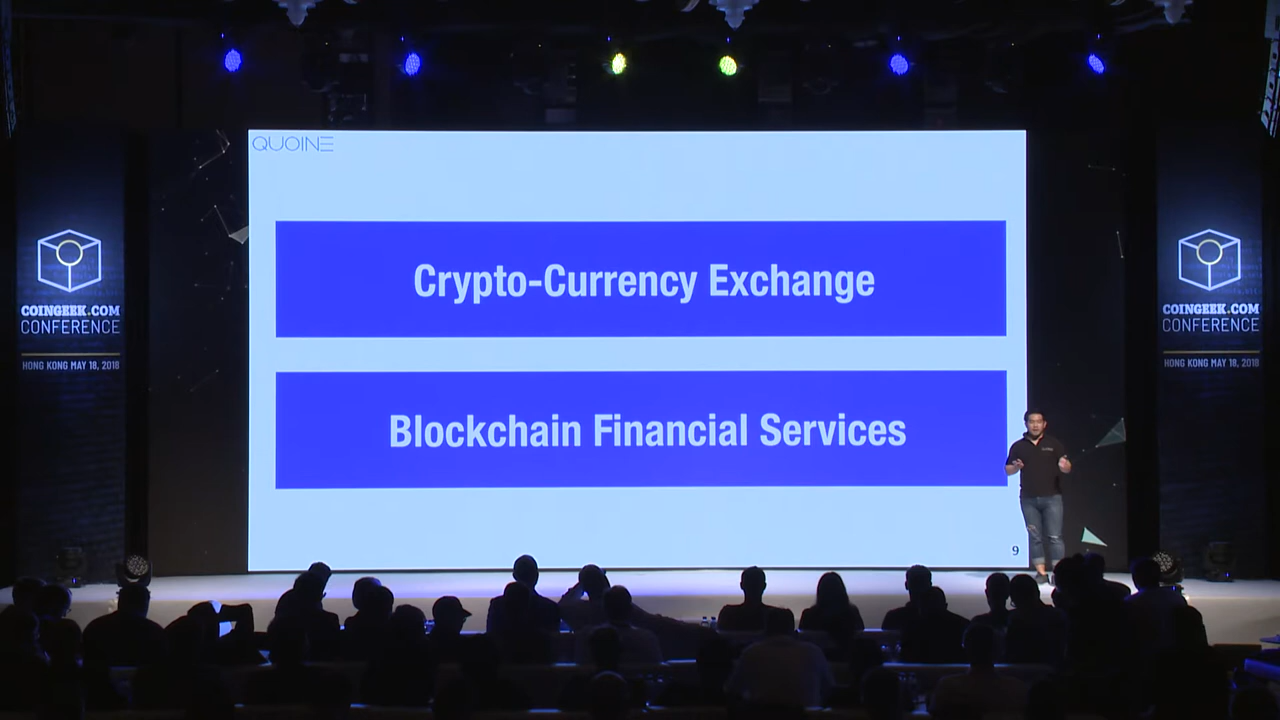 QUOINE
Crypto-Currency Exchange
Blockchain Financial Services
9
COINGEEK.COM
CONFERENCE
HONG KONG MAY 18, 2018
COINGEEK.COM
CONFERENCE
HONG KONG MAY 18, 2018